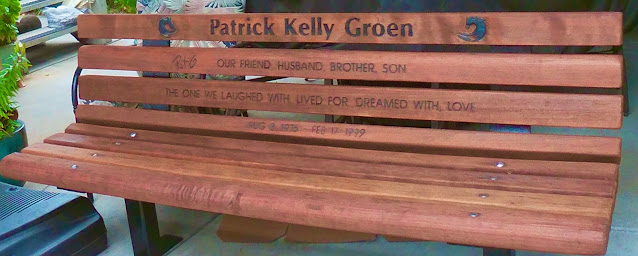 Patrick Kelly Groen
OUR FRIEND, HUSBAND, BROTHER, SON
THE ONE WE LAUGHED WITH, LIVED FOR, DREAMED WITH, LOVE
FEB 17 1999